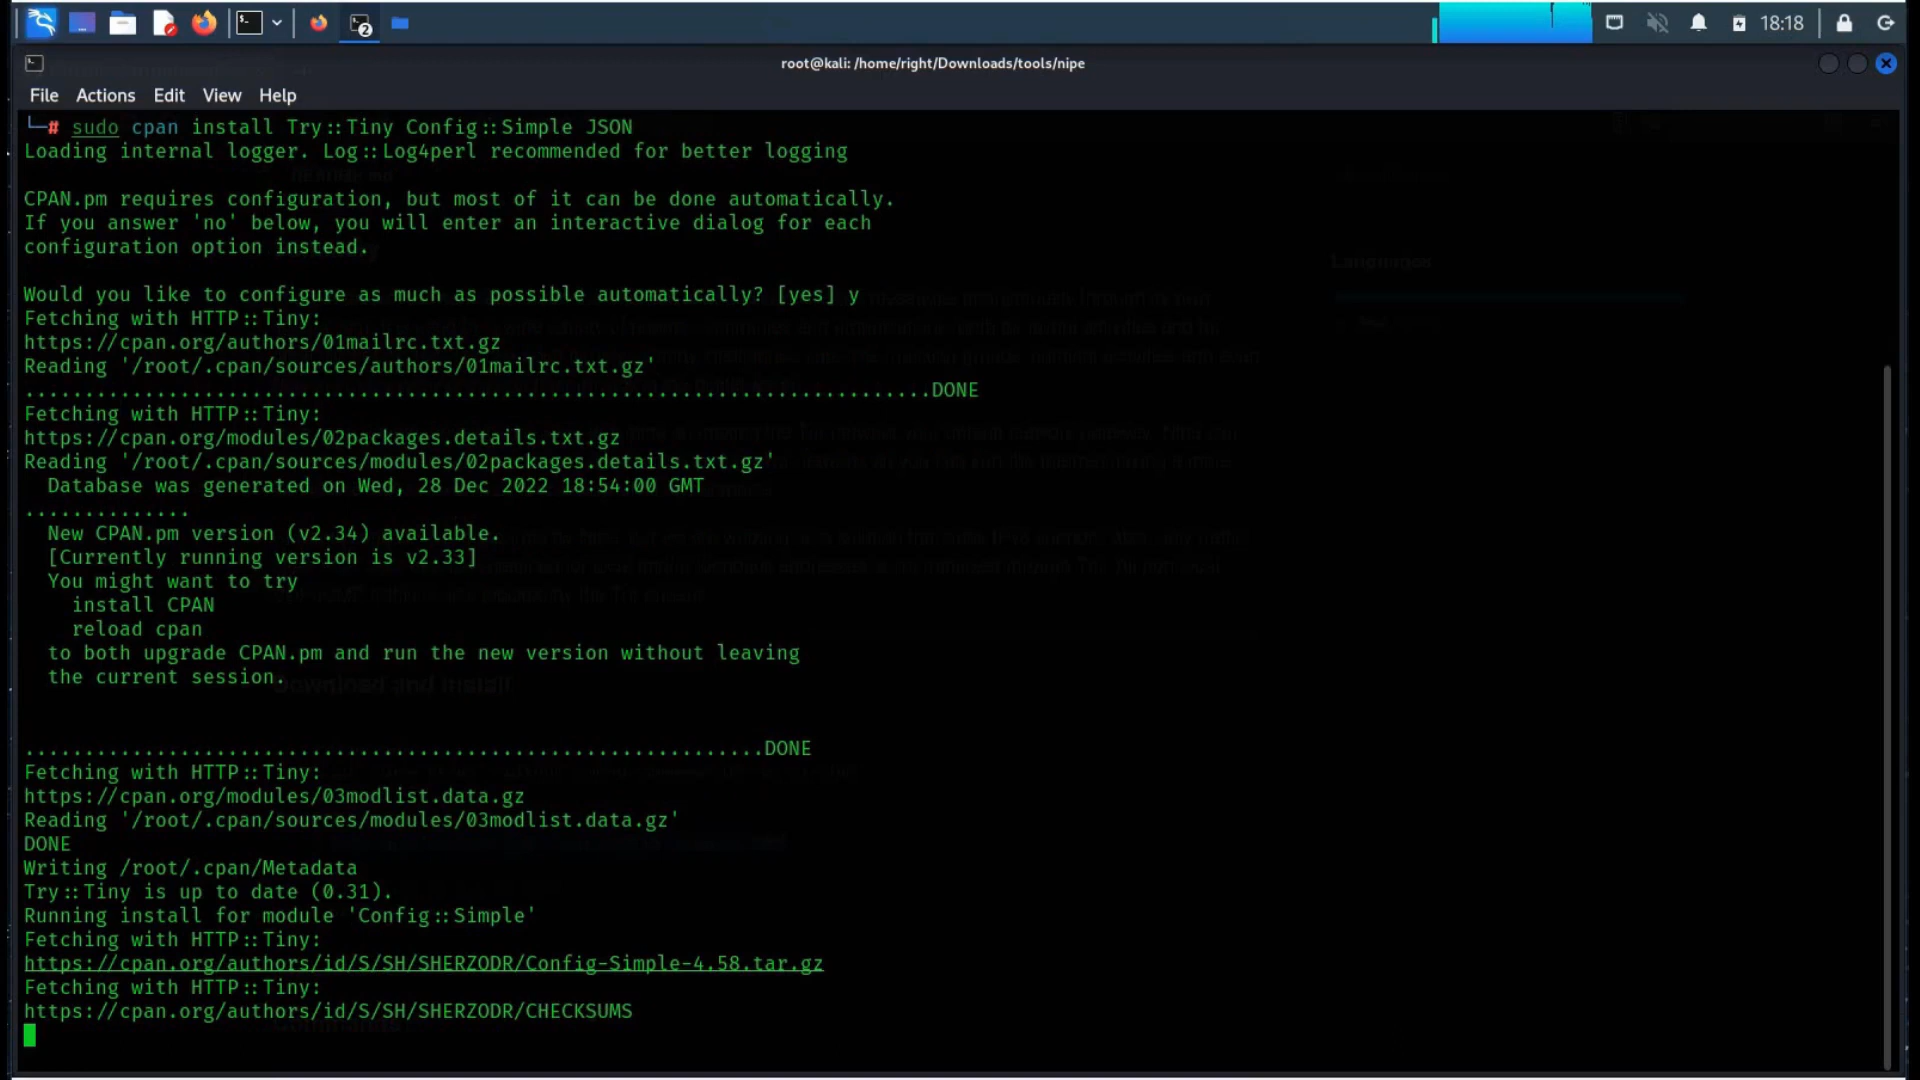 2
18:18
root@kali: /home/right/Downloads/tools/nipe
File Actions Edit View Help
└─# sudo cpan install Try::Tiny Config::Simple JSON
Loading internal logger. Log::Log4perl recommended for better logging
CPAN.pm requires configuration, but most of it can be done automatically.
If you answer 'no' below, you will enter an interactive dialog for each
configuration option instead.
Would you like to configure as much as possible automatically? [yes] y
Fetching with HTTP::Tiny:
https://cpan.org/authors/01mailrc.txt.gz
Reading '/root/.cpan/sources/authors/01mailrc.txt.gz'
............................................................................DONE
Fetching with HTTP::Tiny:
https://cpan.org/modules/02packages.details.txt.gz
Reading '/root/.cpan/sources/modules/02packages.details.txt.gz'
  Database was generated on Wed, 28 Dec 2022 18:54:00 GMT
..............
  New CPAN.pm version (v2.34) available.
  [Currently running version is v2.33]
  You might want to try
    install CPAN
    reload cpan
  to both upgrade CPAN.pm and run the new version without leaving
  the current session.
Download and install
..............................................................DONE
Fetching with HTTP::Tiny:
https://cpan.org/modules/03modlist.data.gz
Reading '/root/.cpan/sources/modules/03modlist.data.gz'
DONE
Writing /root/.cpan/Metadata
Try::Tiny is up to date (0.31).
Running install for module 'Config::Simple'
Fetching with HTTP::Tiny:
https://cpan.org/authors/id/S/SH/SHERZODR/Config-Simple-4.58.tar.gz
Fetching with HTTP::Tiny:
https://cpan.org/authors/id/S/SH/SHERZODR/CHECKSUMS
Commands
Languages